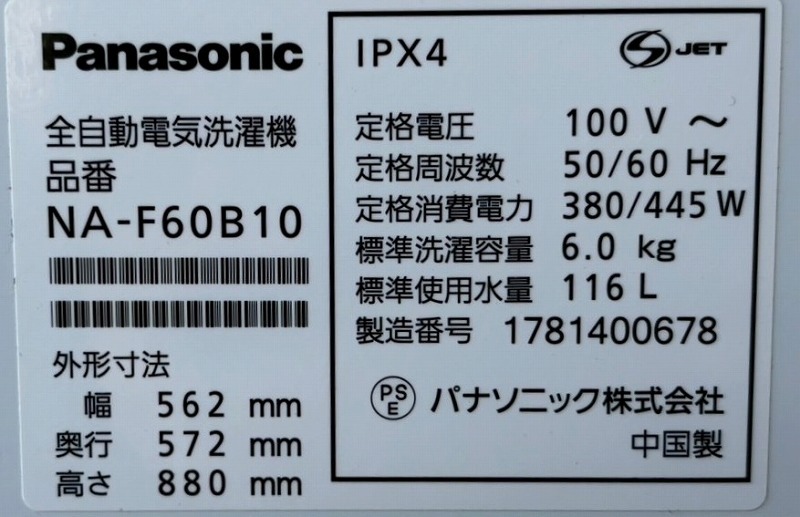 Panasonic
全自動電気洗濯機
品番
NA-F60B10
外形寸法
幅 562 mm
奥行 572 mm
高さ 880 mm
IPX4
S JET
定格電圧 100 V ～
定格周波数 50/60 Hz
定格消費電力 380/445 W
標準洗濯容量 6.0 kg
標準使用水量 116 L
製造番号 1781400678
PS E パナソニック株式会社
中国製